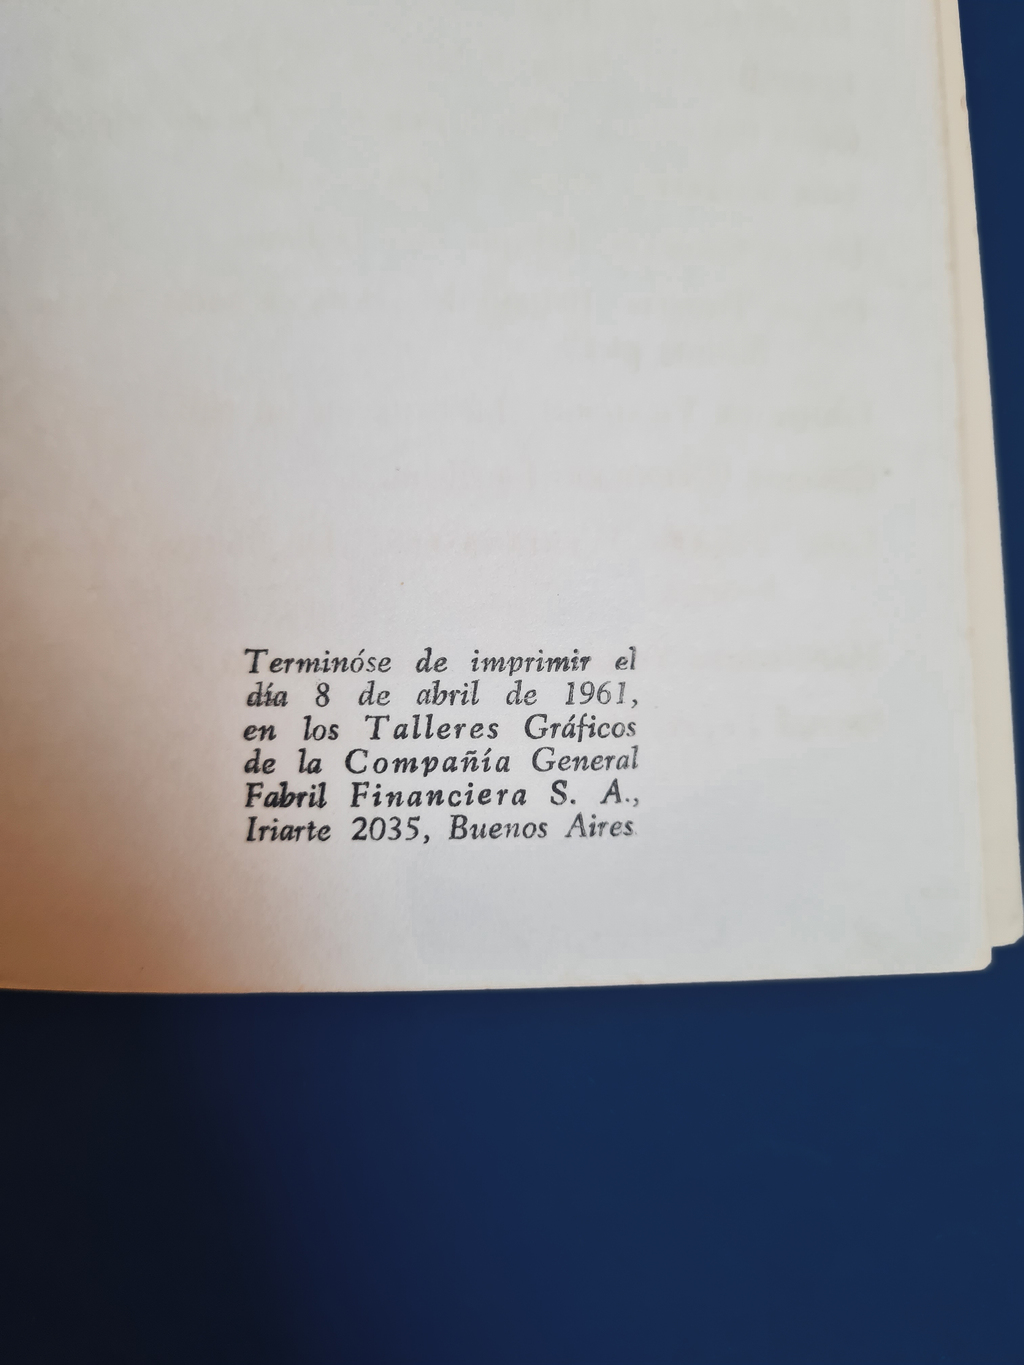 Terminóse de imprimir el
día 8 de abril de 1961,
en los Talleres Gráficos
de la Compañía General
Fabril Financiera S. A.,
Iriarte 2035, Buenos Aires